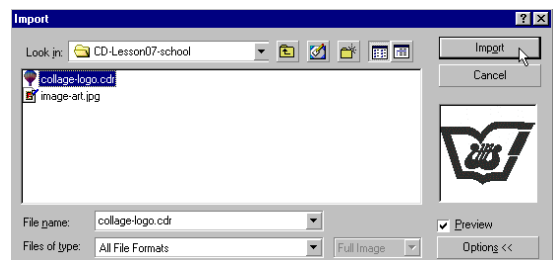 Import
Look in: CD-Lesson07-school
Import
Cancel
collage-logo.cdr
image-art.jpg
File name: collage-logo.cdr
Preview
Files of type: All File Formats
Full Image
Options <<